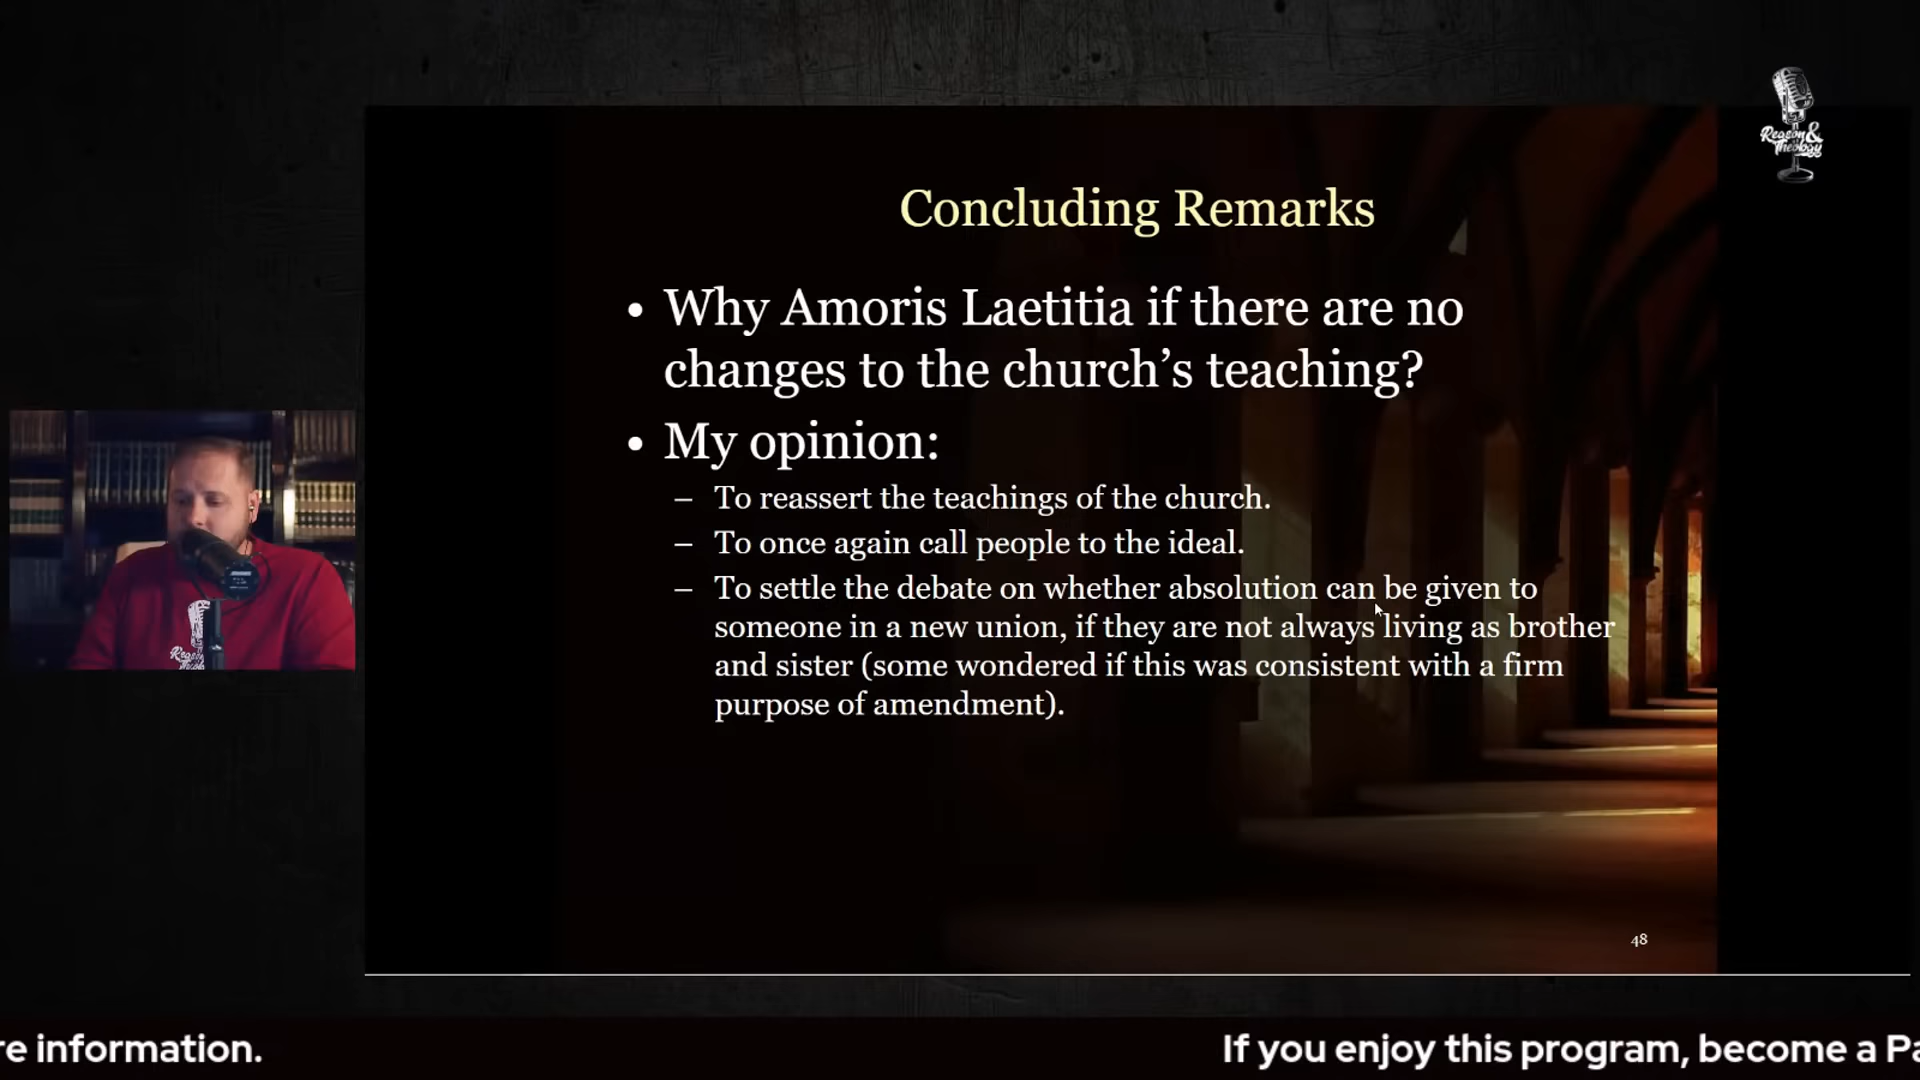 Reason &
Theology
Concluding Remarks
• Why Amoris Laetitia if there are no
changes to the church’s teaching?
• My opinion:
– To reassert the teachings of the church.
– To once again call people to the ideal.
– To settle the debate on whether absolution can be given to
someone in a new union, if they are not always living as brother
and sister (some wondered if this was consistent with a firm
purpose of amendment).
48
re information.
If you enjoy this program, become a Pa